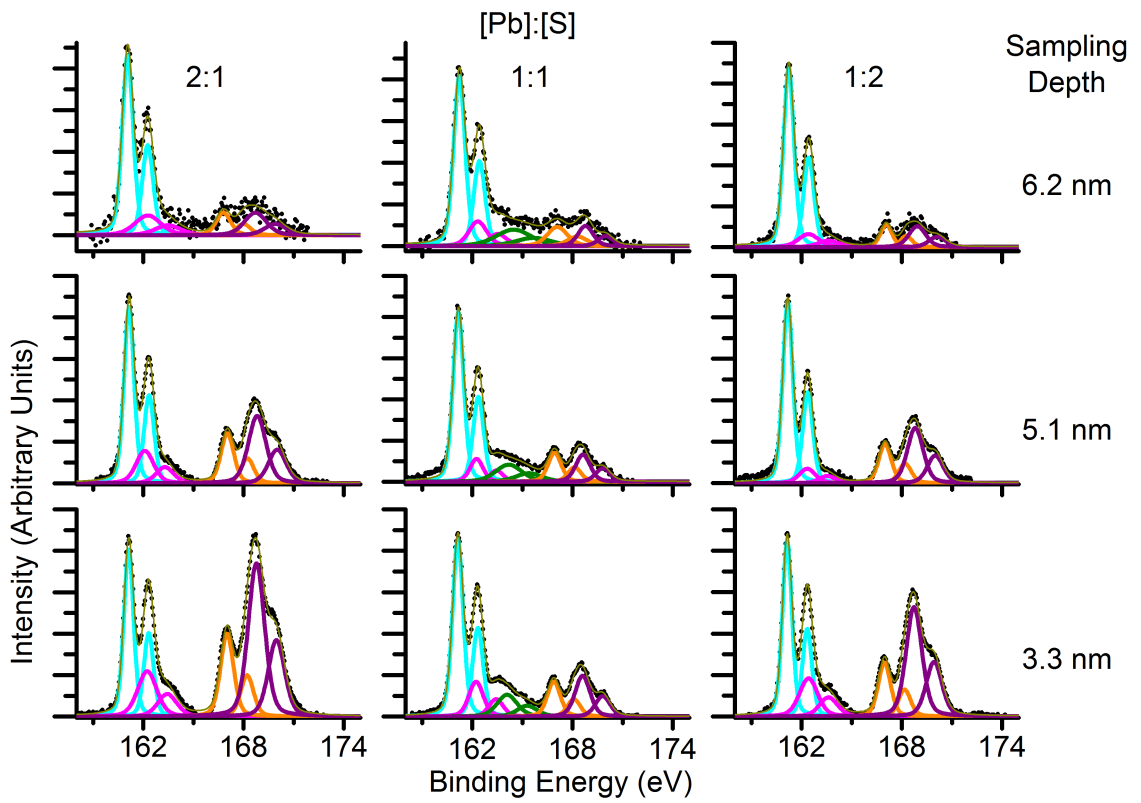 [Pb]:[S]
2:1
1:1
1:2
Sampling
Depth
6.2 nm
5.1 nm
3.3 nm
Intensity (Arbitrary Units)
162
168
174
162
168
174
162
168
174
Binding Energy (eV)